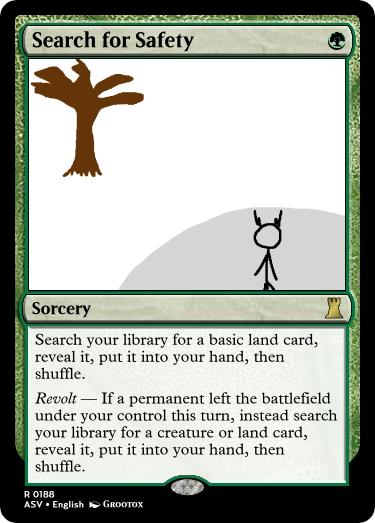 Search for Safety
Sorcery
Search your library for a basic land card,
reveal it, put it into your hand, then
shuffle.
Revolt — If a permanent left the battlefield
under your control this turn, instead search
your library for a creature or land card,
reveal it, put it into your hand, then
shuffle.
R 0188
ASV • English GROOTOX